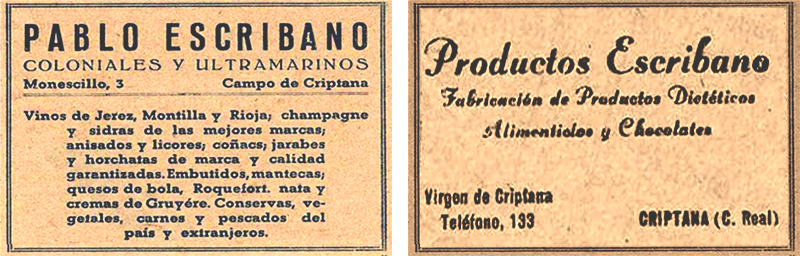 PABLO ESCRIBANO
COLONIALES Y ULTRAMARINOS
Monescillo, 3 Campo de Criptana
Vinos de Jerez, Montilla y Rioja; champagne
y sidras de las mejores marcas;
anisados y licores; coñacs; jarabes
y horchatas de marca y calidad
garantizadas. Embutidos, mantecas;
quesos de bola, Roquefort. nata y
cremas de Gruyére. Conservas, ve-
getales, carnes y pescados del
país y extranjeros.
Productos Escribano
Fabricación de Productos Dietéticos
Alimenticios y Chocolates
Virgen de Criptana
Teléfono, 133
CRIPTANA (C. Real)